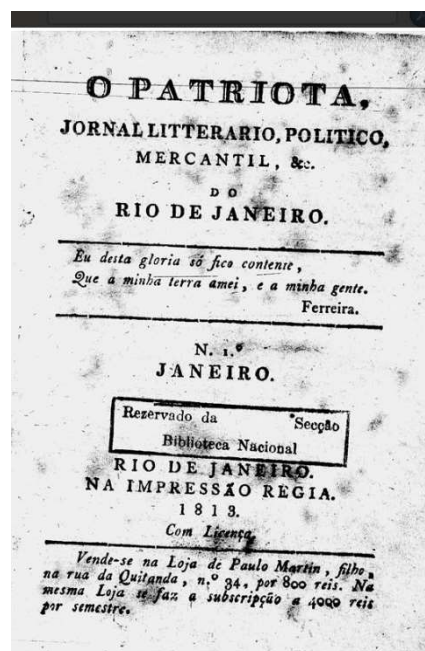 O PATRIOTA,
JORNAL LITTERARIO, POLITICO,
MERCANTIL, &c.
DO
RIO DE JANEIRO.
Eu desta gloria só fico contente,
Que a minha terra amei, e a minha gente.
Ferreira.
N. 1.º
JANEIRO.
Rezervado da Secção
Biblioteca Nacional
RIO DE JANEIRO.
NA IMPRESSÃO REGIA.
1813.
Com Licença.
Vende-se na Loja de Paulo Martin, filho,
na rua da Quitanda, n.º 34, por 800 reis. Na
mesma Loja se faz a subscripção a 4000 reis
por semestre.